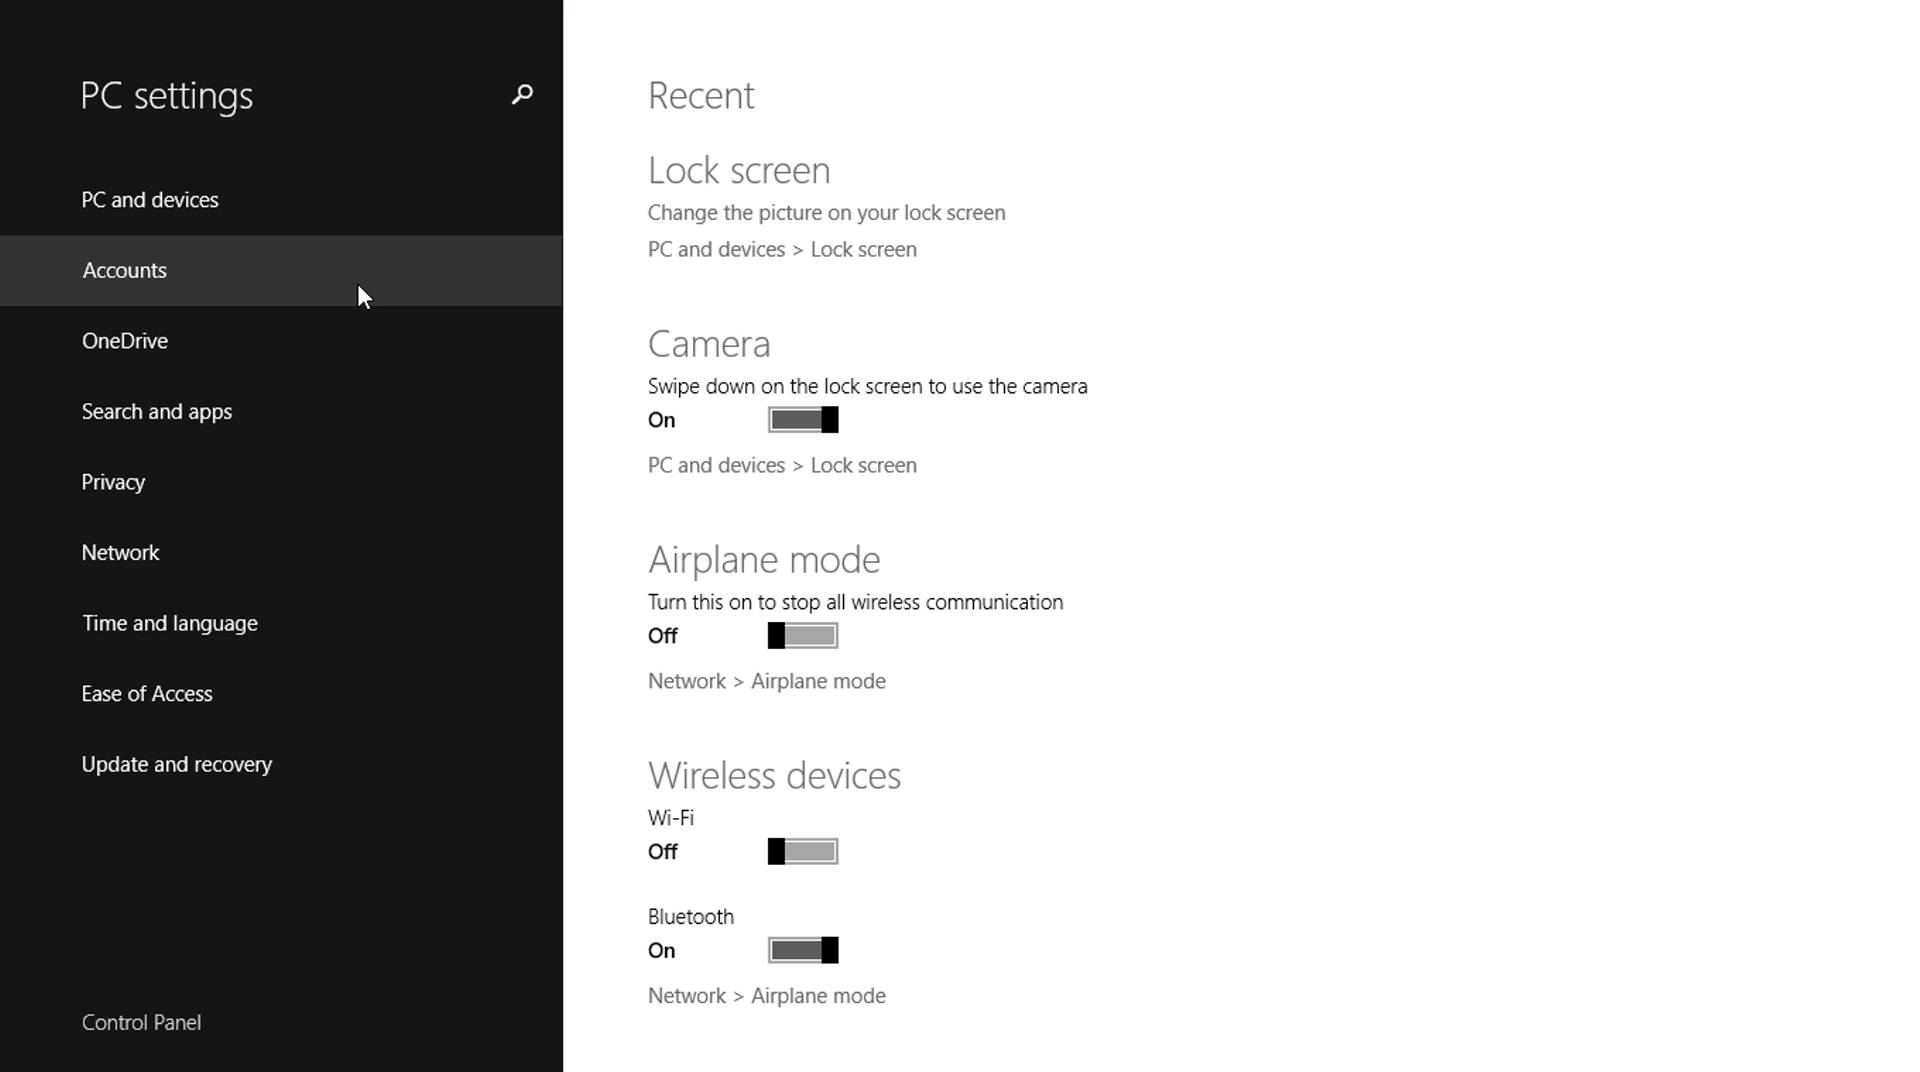 PC settings
PC and devices
Accounts
OneDrive
Search and apps
Privacy
Network
Time and language
Ease of Access
Update and recovery
Control Panel
Recent
Lock screen
Change the picture on your lock screen
PC and devices > Lock screen
Camera
Swipe down on the lock screen to use the camera
On
PC and devices > Lock screen
Airplane mode
Turn this on to stop all wireless communication
Off
Network > Airplane mode
Wireless devices
Wi-Fi
Off
Bluetooth
On
Network > Airplane mode